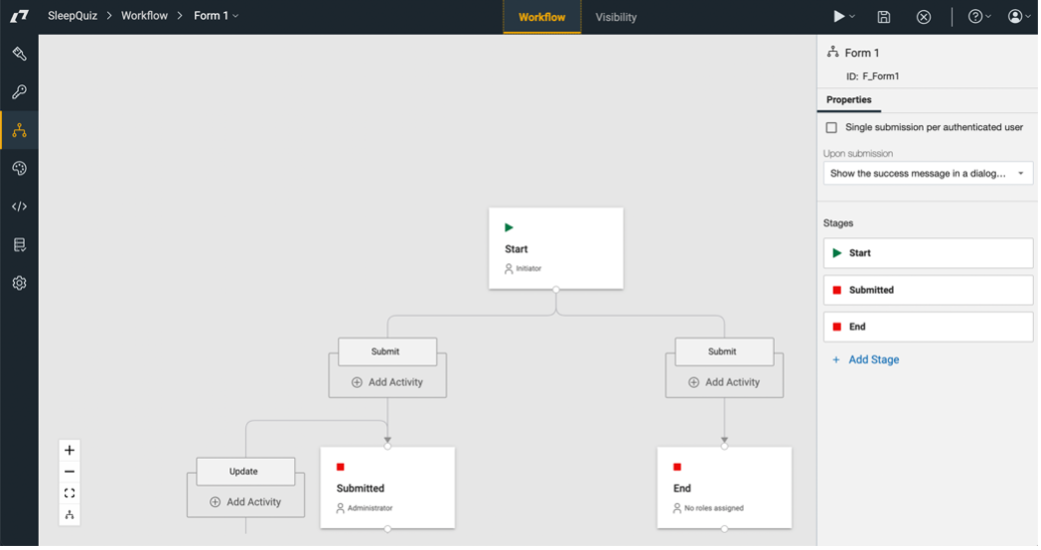 SleepQuiz
Workflow
Form 1
Workflow
Visibility
Form 1
ID: F_Form1
Properties
Single submission per authenticated user
Upon submission
Show the success message in a dialog...
Stages
Start
Submitted
End
+ Add Stage
Start
Initiator
Submit
Add Activity
Submit
Add Activity
Update
Add Activity
Submitted
Administrator
End
No roles assigned